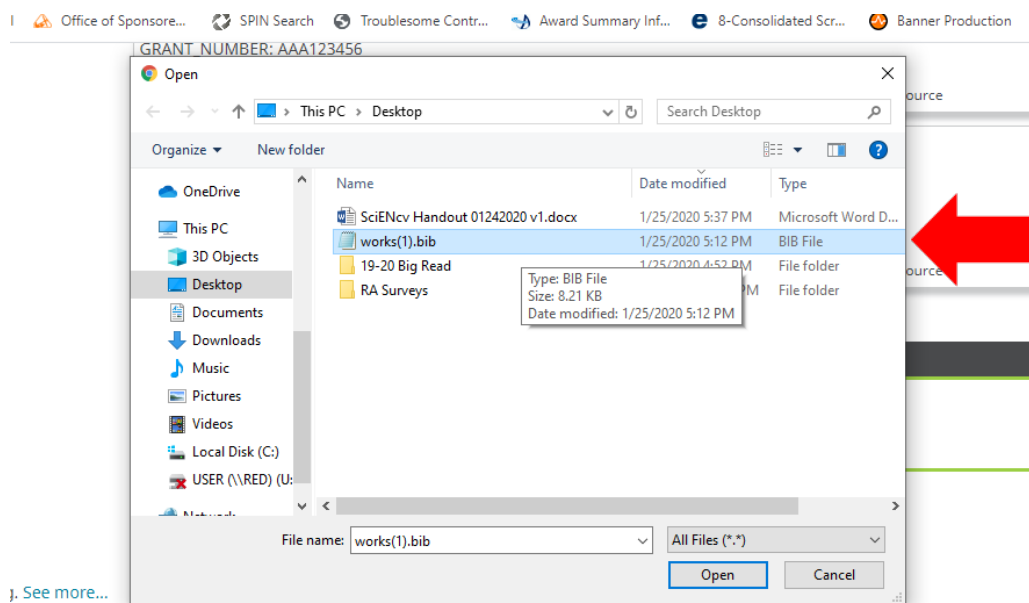 Office of Sponsore... SPIN Search Troublesome Contr... Award Summary Inf... 8-Consolidated Scr... Banner Production
GRANT_NUMBER: AAA123456
Open
This PC > Desktop
Search Desktop
ource
Organize New folder
Name Date modified Type
OneDrive
This PC
3D Objects
Desktop
Documents
Downloads
Music
Pictures
Videos
Local Disk (C:)
USER (\\RED) (U:
SciENcv Handout 01242020 v1.docx 1/25/2020 5:37 PM Microsoft Word D...
works(1).bib 1/25/2020 5:12 PM BIB File
19-20 Big Read 1/25/2020 4:52 PM File folder
RA Surveys PM File folder
Type: BIB File
Size: 8.21 KB
Date modified: 1/25/2020 5:12 PM
ource
File name: works(1).bib All Files (*.*)
Open Cancel
g. See more...